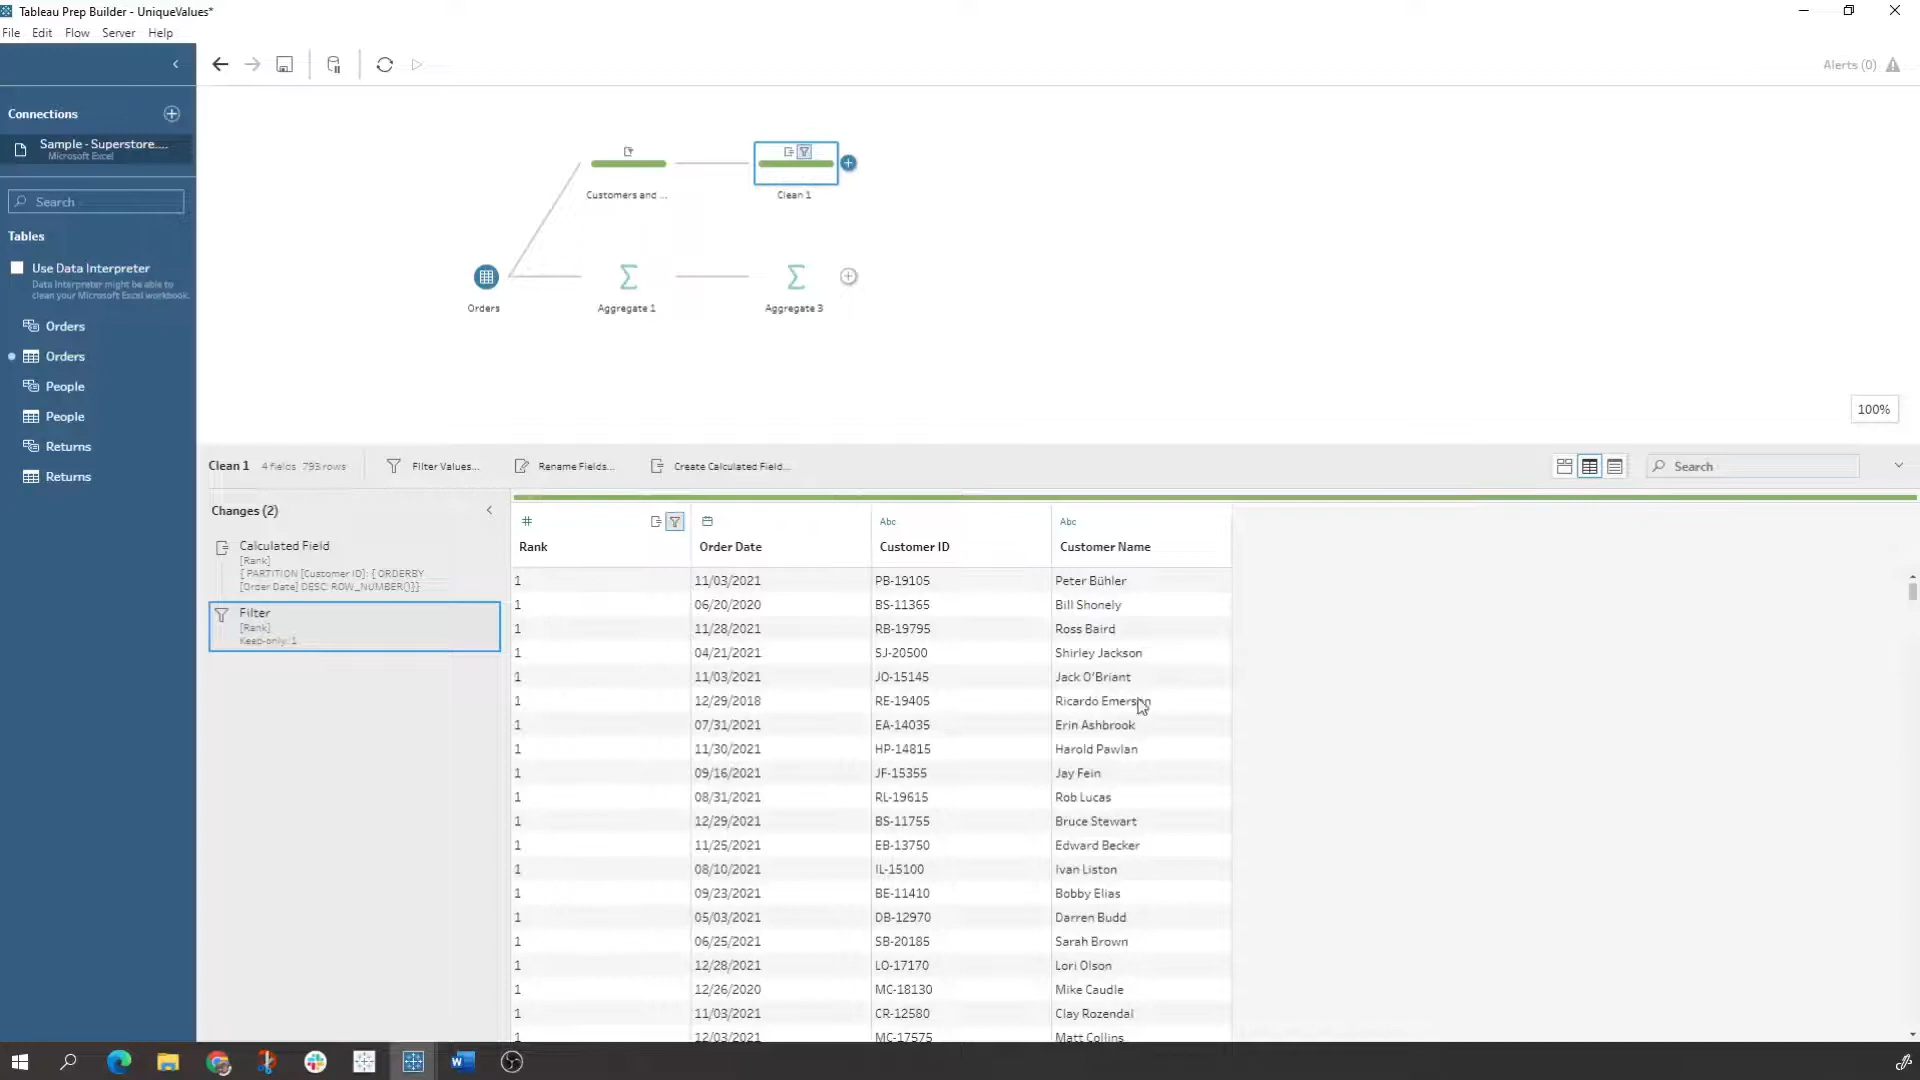 Tableau Prep Builder - UniqueValues*
File Edit Flow Server Help
Alerts (0)
Connections
Sample - Superstore....
Microsoft Excel
Search
Tables
Use Data Interpreter
Data Interpreter might be able to
clean your Microsoft Excel workbook.
Orders
Orders
People
People
Returns
Returns
Customers and ...
Clean 1
Orders
Aggregate 1
Aggregate 3
100%
Clean 1 4 fields 793 rows Filter Values... Rename Fields... Create Calculated Field... Search
Changes (2)
Calculated Field
[Rank]
{ PARTITION [Customer ID]: { ORDERBY
[Order Date] DESC: ROW_NUMBER()}}
Filter
[Rank]
Keep-only: 1
# Abc Abc
Rank Order Date Customer ID Customer Name
1 11/03/2021 PB-19105 Peter Bühler
1 06/20/2020 BS-11365 Bill Shonely
1 11/28/2021 RB-19795 Ross Baird
1 04/21/2021 SJ-20500 Shirley Jackson
1 11/03/2021 JO-15145 Jack O'Briant
1 12/29/2018 RE-19405 Ricardo Emerson
1 07/31/2021 EA-14035 Erin Ashbrook
1 11/30/2021 HP-14815 Harold Pawlan
1 09/16/2021 JF-15355 Jay Fein
1 08/31/2021 RL-19615 Rob Lucas
1 12/29/2021 BS-11755 Bruce Stewart
1 11/25/2021 EB-13750 Edward Becker
1 08/10/2021 IL-15100 Ivan Liston
1 09/23/2021 BE-11410 Bobby Elias
1 05/03/2021 DB-12970 Darren Budd
1 06/25/2021 SB-20185 Sarah Brown
1 12/28/2021 LO-17170 Lori Olson
1 12/26/2020 MC-18130 Mike Caudle
1 11/03/2021 CR-12580 Clay Rozendal
1 12/03/2021 MC-17575 Matt Collins